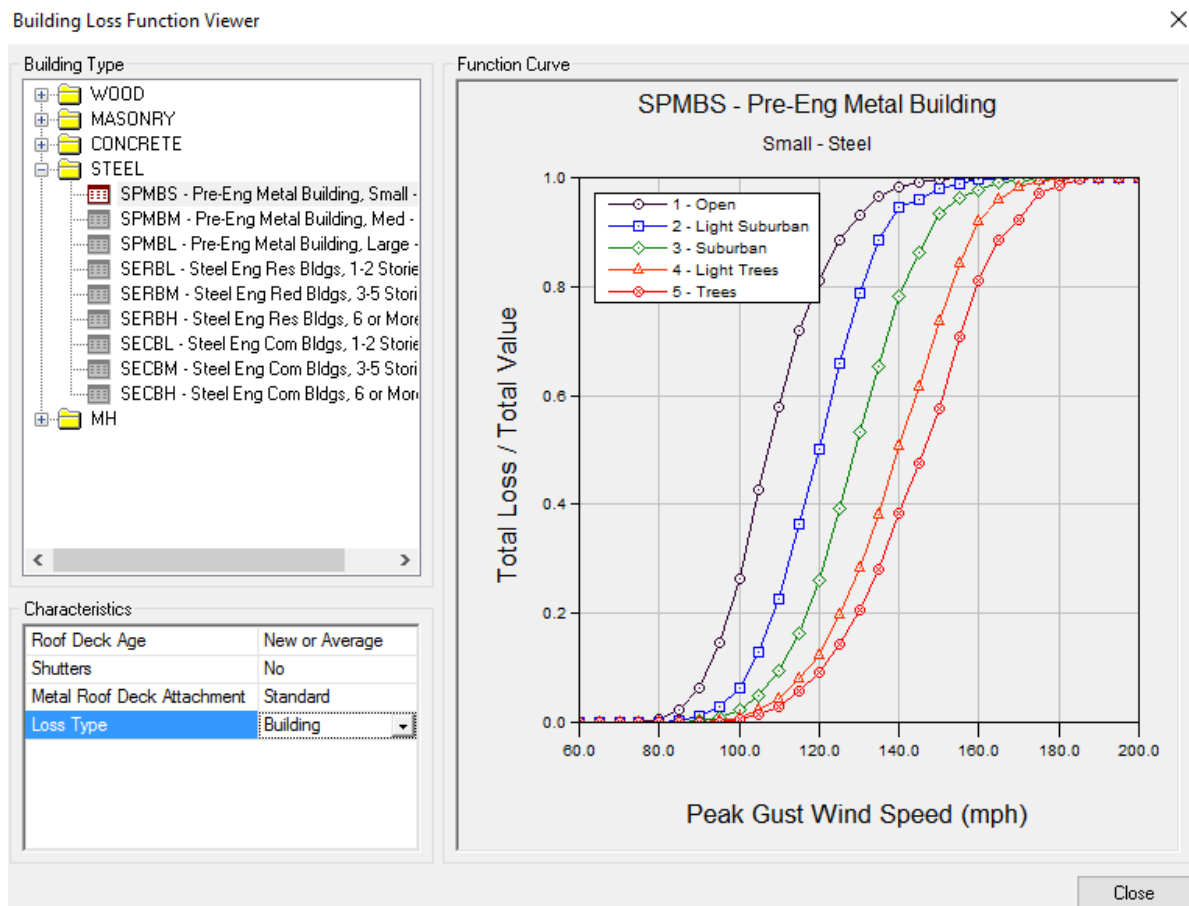 Building Loss Function Viewer
Building Type
WOOD
MASONRY
CONCRETE
STEEL
SPMBS - Pre-Eng Metal Building, Small -
SPMBM - Pre-Eng Metal Building, Med -
SPMBL - Pre-Eng Metal Building, Large -
SERBL - Steel Eng Res Bldgs, 1-2 Storie
SERBM - Steel Eng Red Bldgs, 3-5 Stori
SERBH - Steel Eng Res Bldgs, 6 or More
SECBL - Steel Eng Com Bldgs, 1-2 Storie
SECBM - Steel Eng Com Bldgs, 3-5 Stori
SECBH - Steel Eng Com Bldgs, 6 or Mor
MH
Characteristics
Roof Deck Age New or Average
Shutters No
Metal Roof Deck Attachment Standard
Loss Type Building
Function Curve
SPMBS - Pre-Eng Metal Building
Small - Steel
1 - Open
2 - Light Suburban
3 - Suburban
4 - Light Trees
5 - Trees
Total Loss / Total Value
1.0
0.8
0.6
0.4
0.2
0.0
60.0 80.0 100.0 120.0 140.0 160.0 180.0 200.0
Peak Gust Wind Speed (mph)
Close